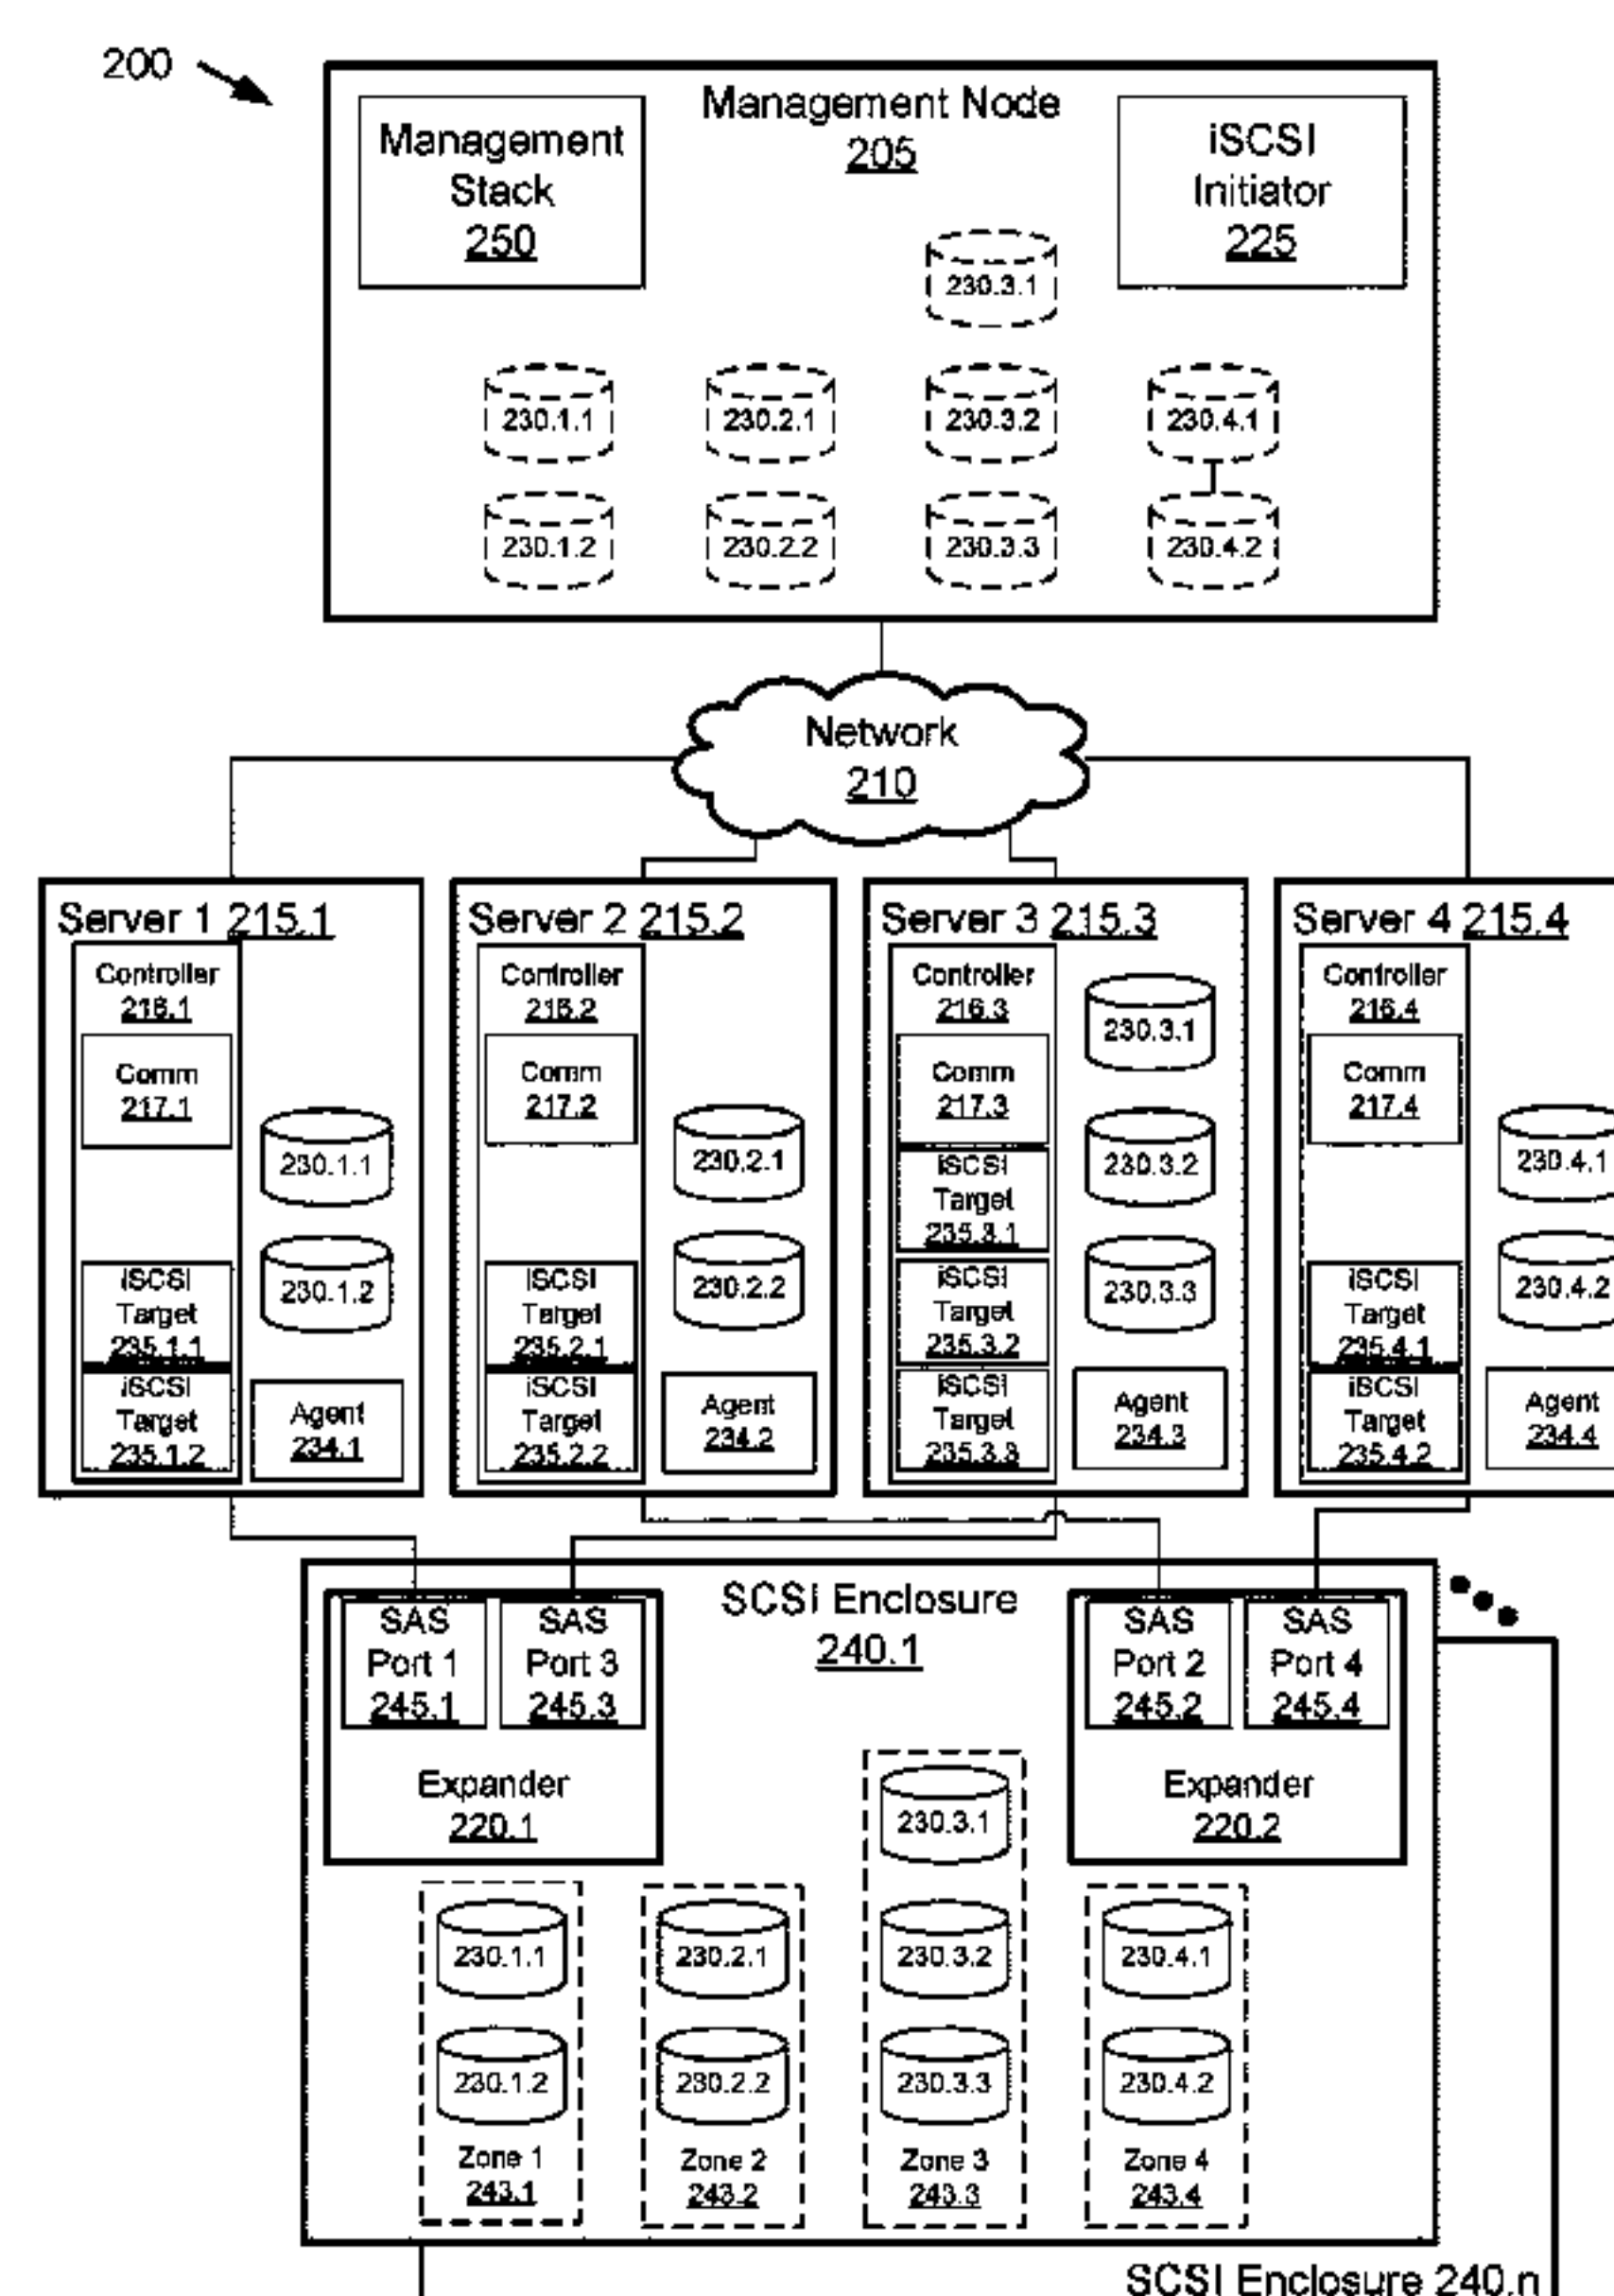 200
Management Node
205
Management
Stack
250
iSCSI
Initiator
225
230.3.1
230.1.1
230.2.1
230.3.2
230.4.1
230.1.2
230.2.2
230.3.3
230.4.2
Network
210
Server 1 215.1
Controller
216.1
Comm
217.1
230.1.1
230.1.2
iSCSI
Target
235.1.1
iSCSI
Target
235.1.2
Agent
234.1
Server 2 215.2
Controller
216.2
Comm
217.2
230.2.1
230.2.2
iSCSI
Target
235.2.1
iSCSI
Target
235.2.2
Agent
234.2
Server 3 215.3
Controller
216.3
Comm
217.3
230.3.1
iSCSI
Target
235.3.1
230.3.2
iSCSI
Target
235.3.2
230.3.3
iSCSI
Target
235.3.3
Agent
234.3
Server 4 215.4
Controller
216.4
Comm
217.4
230.4.1
230.4.2
iSCSI
Target
235.4.1
iSCSI
Target
235.4.2
Agent
234.4
SCSI Enclosure
240.1
SAS
Port 1
245.1
SAS
Port 3
245.3
Expander
220.1
SAS
Port 2
245.2
SAS
Port 4
245.4
Expander
220.2
230.1.1
230.1.2
Zone 1
243.1
230.2.1
230.2.2
Zone 2
243.2
230.3.1
230.3.2
230.3.3
Zone 3
243.3
230.4.1
230.4.2
Zone 4
243.4
SCSI Enclosure 240.n